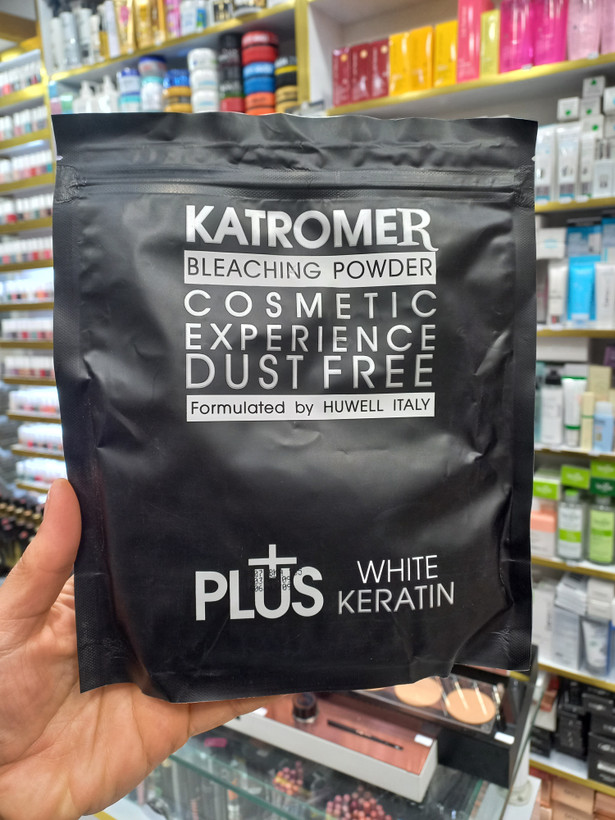 KATROMER
BLEACHING POWDER
COSMETIC
EXPERIENCE
DUST FREE
Formulated by HUWELL ITALY
PLUS
WHITE
KERATIN